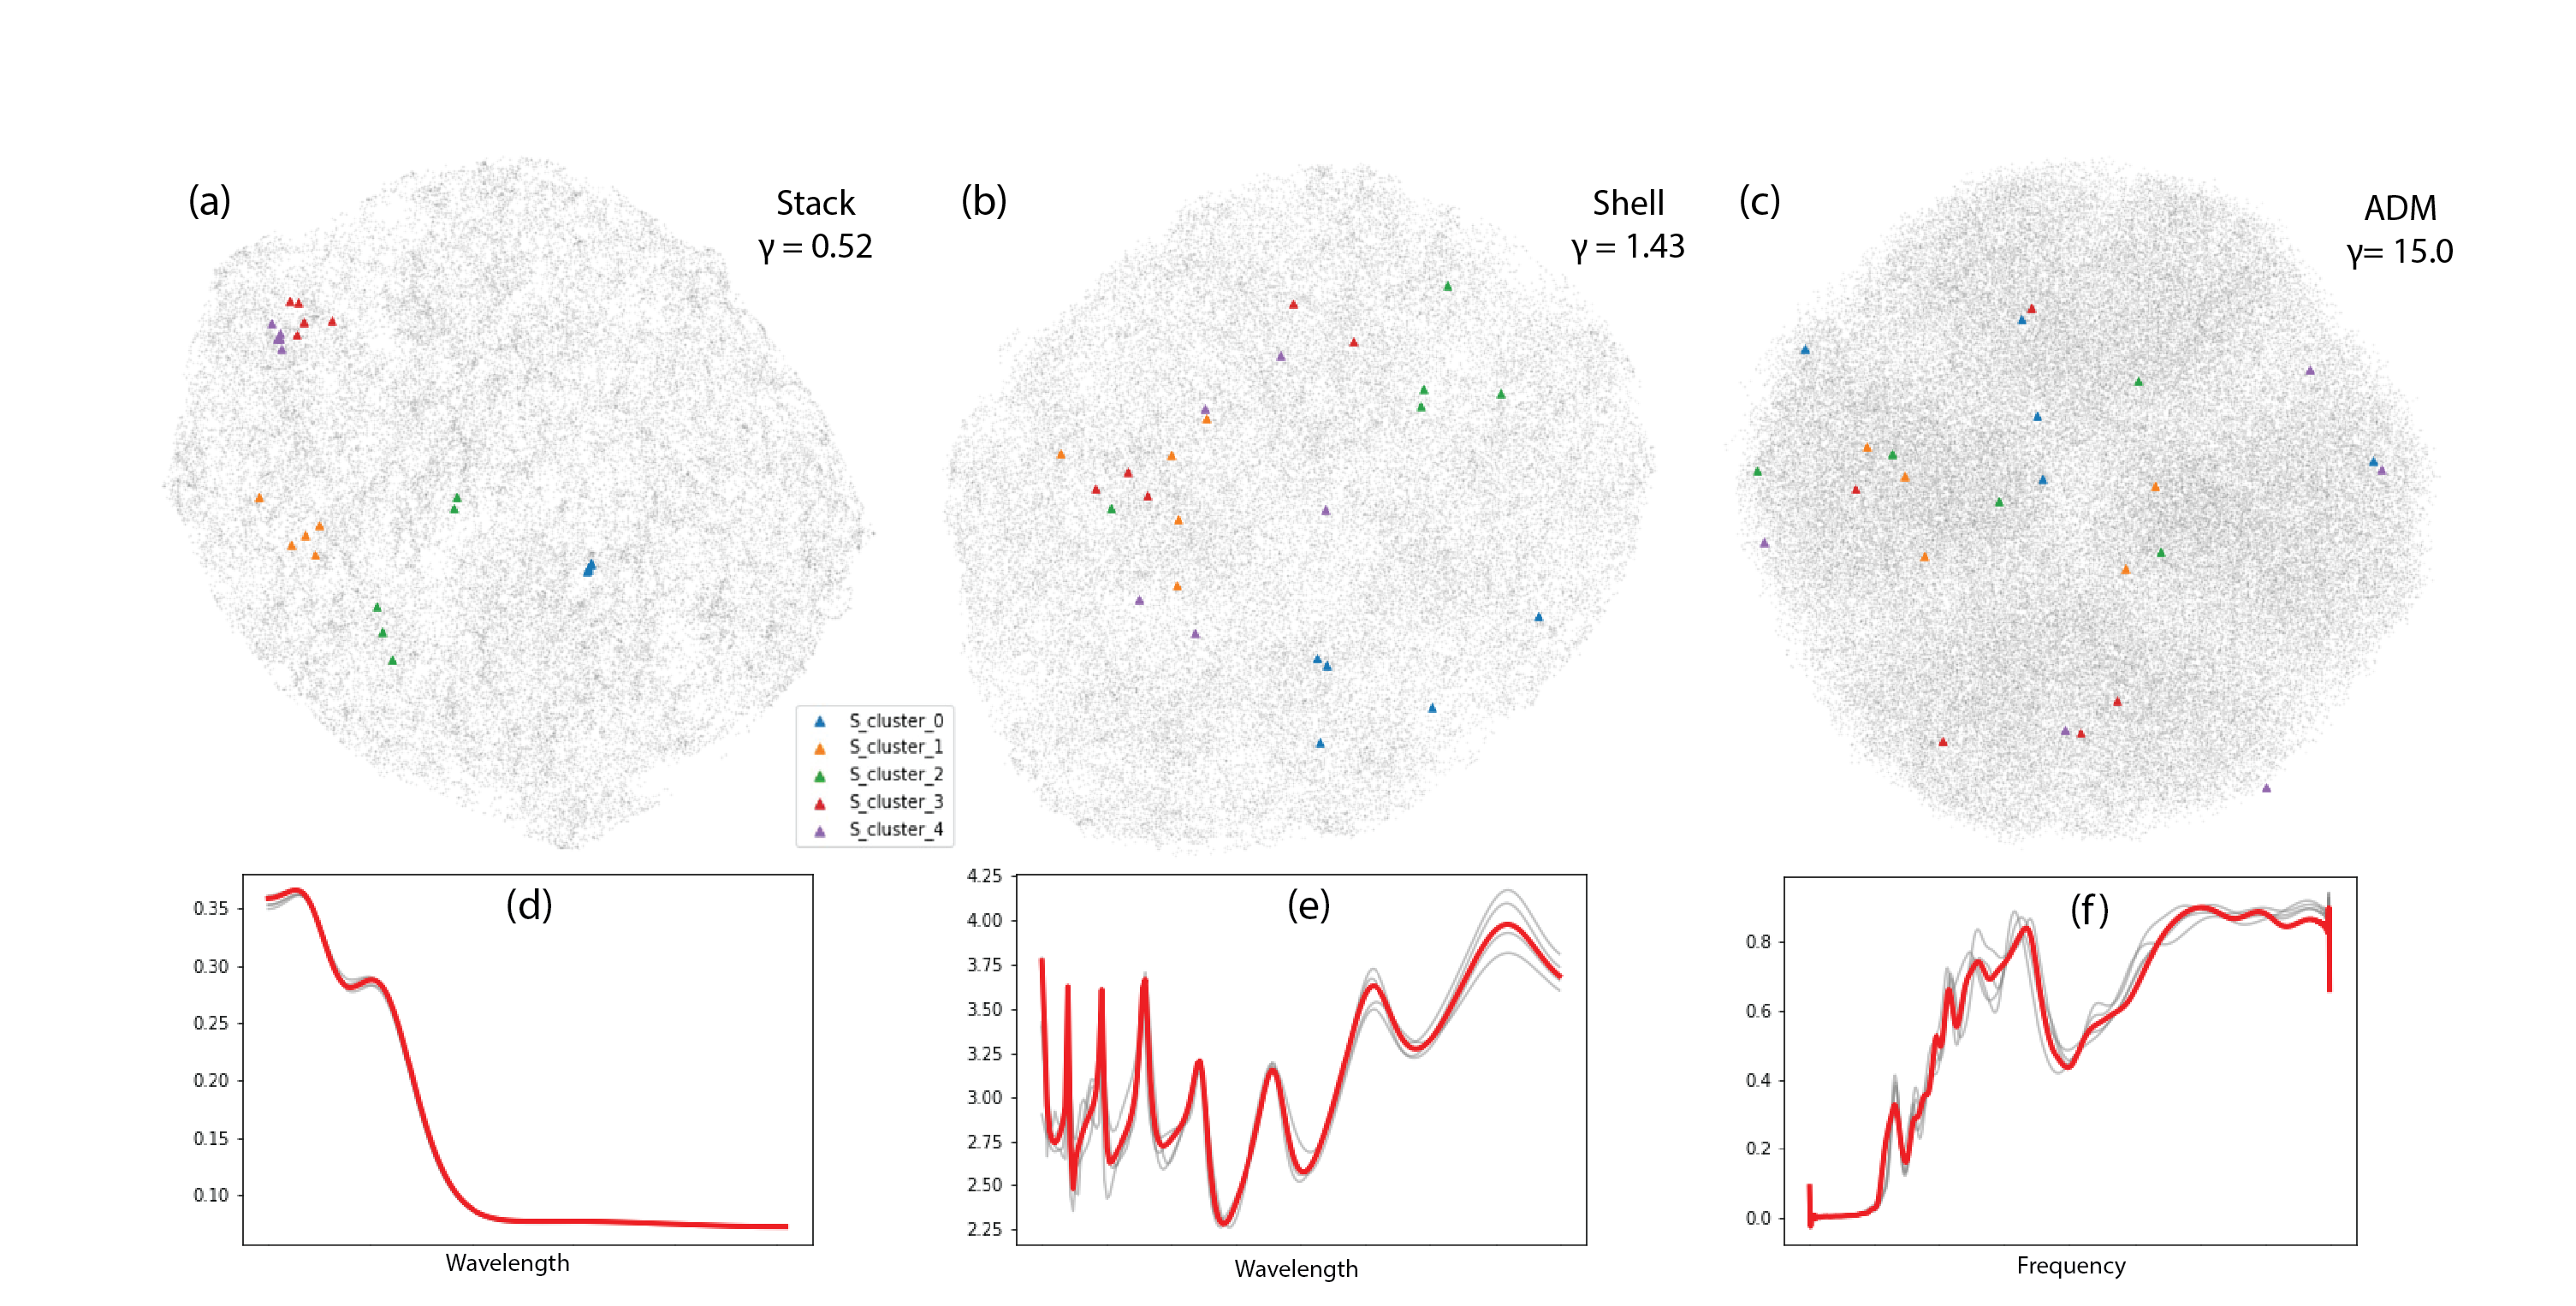 (a)
Stack
γ = 0.52
(b)
Shell
γ = 1.43
(c)
ADM
γ= 15.0
S_cluster_0
S_cluster_1
S_cluster_2
S_cluster_3
S_cluster_4
(d)
0.35
0.30
0.25
0.20
0.15
0.10
Wavelength
(e)
4.25
4.00
3.75
3.50
3.25
3.00
2.75
2.50
2.25
Wavelength
(f)
0.8
0.6
0.4
0.2
0.0
Frequency